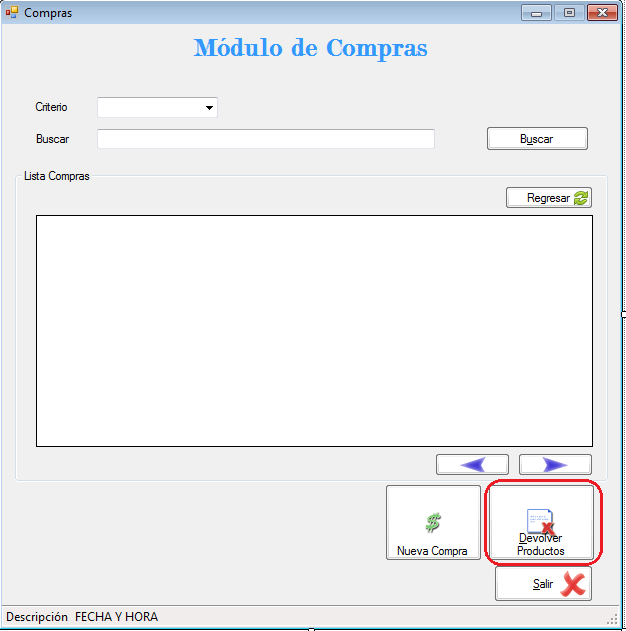 Compras
Módulo de Compras
Criterio
Buscar
Buscar
Lista Compras
Regresar
Nueva Compra
Devolver
Productos
Salir
Descripción FECHA Y HORA